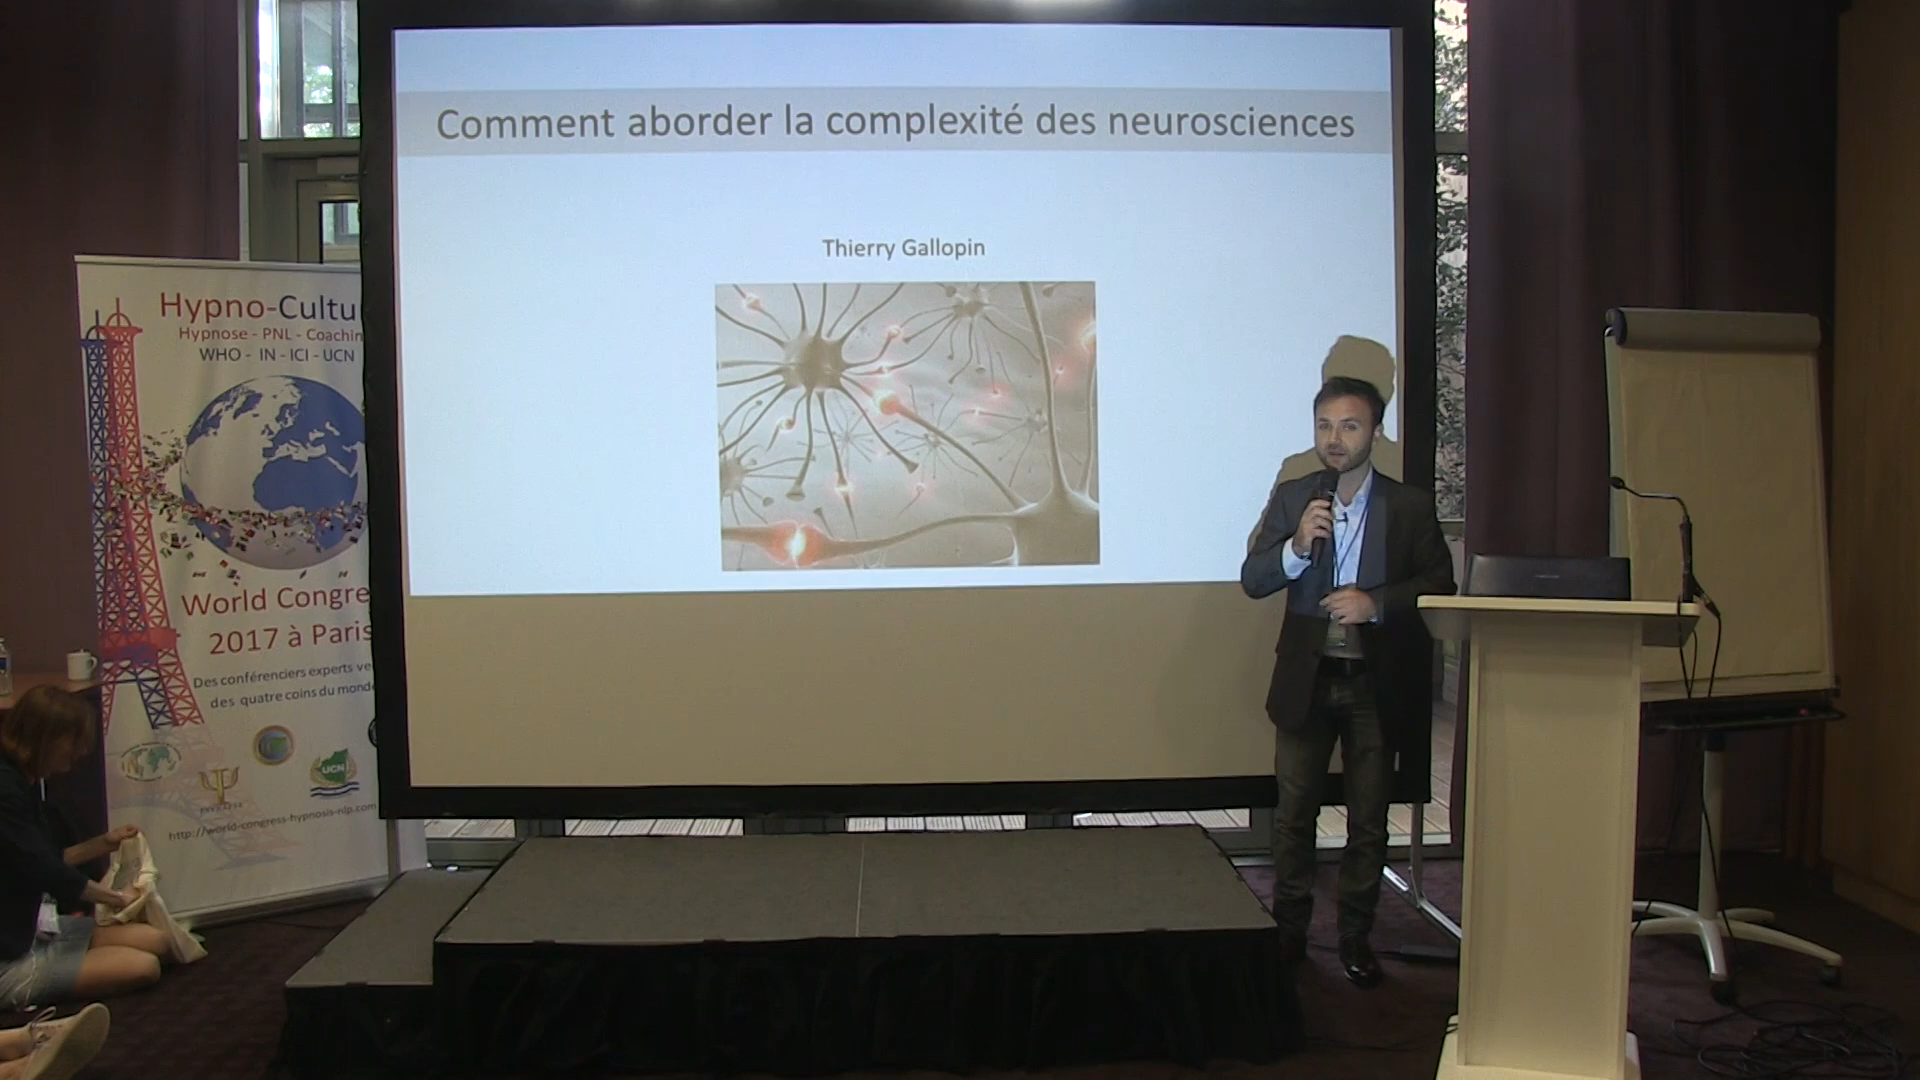 Comment aborder la complexité des neurosciences
Thierry Gallopin
Hypno-Cultu
Hypnose - PNL - Coachin
WHO - IN - ICI - UCN
World Congre
2017 à Paris
Des conférenciers experts ve
des quatre coins du monde
UCN
http://world-congress-hypnosis-nlp.com